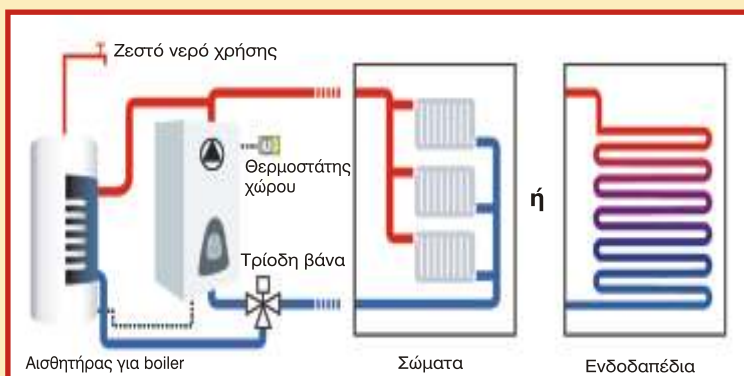 Ζεστό νερό χρήσης
Θερμοστάτης
χώρου
ή
Τρίοδη βάνα
Αισθητήρας για boiler
Σώματα
Ενδοδαπέδια